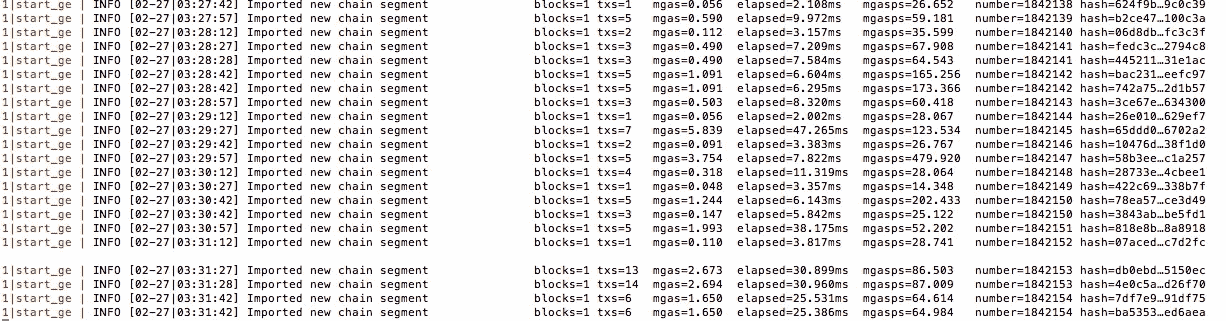 1|start_ge | INFO [02-27|03:27:42] Imported new chain segment blocks=1 txs=1 mgas=0.056 elapsed=2.108ms mgasps=26.652 number=1842138 hash=624f9b…9c0c39
1|start_ge | INFO [02-27|03:27:57] Imported new chain segment blocks=1 txs=5 mgas=0.590 elapsed=9.972ms mgasps=59.181 number=1842139 hash=b2ce47…100c3a
1|start_ge | INFO [02-27|03:28:12] Imported new chain segment blocks=1 txs=2 mgas=0.112 elapsed=3.157ms mgasps=35.599 number=1842140 hash=06d8db…fc3c3f
1|start_ge | INFO [02-27|03:28:27] Imported new chain segment blocks=1 txs=3 mgas=0.490 elapsed=7.209ms mgasps=67.908 number=1842141 hash=fedc3c…2794c8
1|start_ge | INFO [02-27|03:28:28] Imported new chain segment blocks=1 txs=3 mgas=0.490 elapsed=7.584ms mgasps=64.543 number=1842141 hash=445211…31e1ac
1|start_ge | INFO [02-27|03:28:42] Imported new chain segment blocks=1 txs=5 mgas=1.091 elapsed=6.604ms mgasps=165.256 number=1842142 hash=bac231…eefc97
1|start_ge | INFO [02-27|03:28:42] Imported new chain segment blocks=1 txs=5 mgas=1.091 elapsed=6.295ms mgasps=173.366 number=1842142 hash=742a75…2d1b57
1|start_ge | INFO [02-27|03:28:57] Imported new chain segment blocks=1 txs=3 mgas=0.503 elapsed=8.320ms mgasps=60.418 number=1842143 hash=3ce67e…634300
1|start_ge | INFO [02-27|03:29:12] Imported new chain segment blocks=1 txs=1 mgas=0.056 elapsed=2.002ms mgasps=28.067 number=1842144 hash=26e010…629ef7
1|start_ge | INFO [02-27|03:29:27] Imported new chain segment blocks=1 txs=7 mgas=5.839 elapsed=47.265ms mgasps=123.534 number=1842145 hash=65ddd0…6702a2
1|start_ge | INFO [02-27|03:29:42] Imported new chain segment blocks=1 txs=2 mgas=0.091 elapsed=3.383ms mgasps=26.767 number=1842146 hash=10476d…38f1d0
1|start_ge | INFO [02-27|03:29:57] Imported new chain segment blocks=1 txs=5 mgas=3.754 elapsed=7.822ms mgasps=479.920 number=1842147 hash=58b3ee…c1a257
1|start_ge | INFO [02-27|03:30:12] Imported new chain segment blocks=1 txs=4 mgas=0.318 elapsed=11.319ms mgasps=28.064 number=1842148 hash=28733e…4cbee1
1|start_ge | INFO [02-27|03:30:27] Imported new chain segment blocks=1 txs=1 mgas=0.048 elapsed=3.357ms mgasps=14.348 number=1842149 hash=422c69…338b7f
1|start_ge | INFO [02-27|03:30:42] Imported new chain segment blocks=1 txs=5 mgas=1.244 elapsed=6.143ms mgasps=202.433 number=1842150 hash=78ea57…ce3d49
1|start_ge | INFO [02-27|03:30:42] Imported new chain segment blocks=1 txs=3 mgas=0.147 elapsed=5.842ms mgasps=25.122 number=1842150 hash=3843ab…be5fd1
1|start_ge | INFO [02-27|03:30:57] Imported new chain segment blocks=1 txs=5 mgas=1.993 elapsed=38.175ms mgasps=52.202 number=1842151 hash=818e8b…8a8918
1|start_ge | INFO [02-27|03:31:12] Imported new chain segment blocks=1 txs=1 mgas=0.110 elapsed=3.817ms mgasps=28.741 number=1842152 hash=07aced…c7d2fc
1|start_ge | INFO [02-27|03:31:27] Imported new chain segment blocks=1 txs=13 mgas=2.673 elapsed=30.899ms mgasps=86.503 number=1842153 hash=db0ebd…5150ec
1|start_ge | INFO [02-27|03:31:28] Imported new chain segment blocks=1 txs=14 mgas=2.694 elapsed=30.960ms mgasps=87.009 number=1842153 hash=4e0c5a…d26f70
1|start_ge | INFO [02-27|03:31:42] Imported new chain segment blocks=1 txs=6 mgas=1.650 elapsed=25.531ms mgasps=64.614 number=1842154 hash=7df7e9…91df75
1|start_ge | INFO [02-27|03:31:42] Imported new chain segment blocks=1 txs=6 mgas=1.650 elapsed=25.386ms mgasps=64.984 number=1842154 hash=ba5353…ed6aea